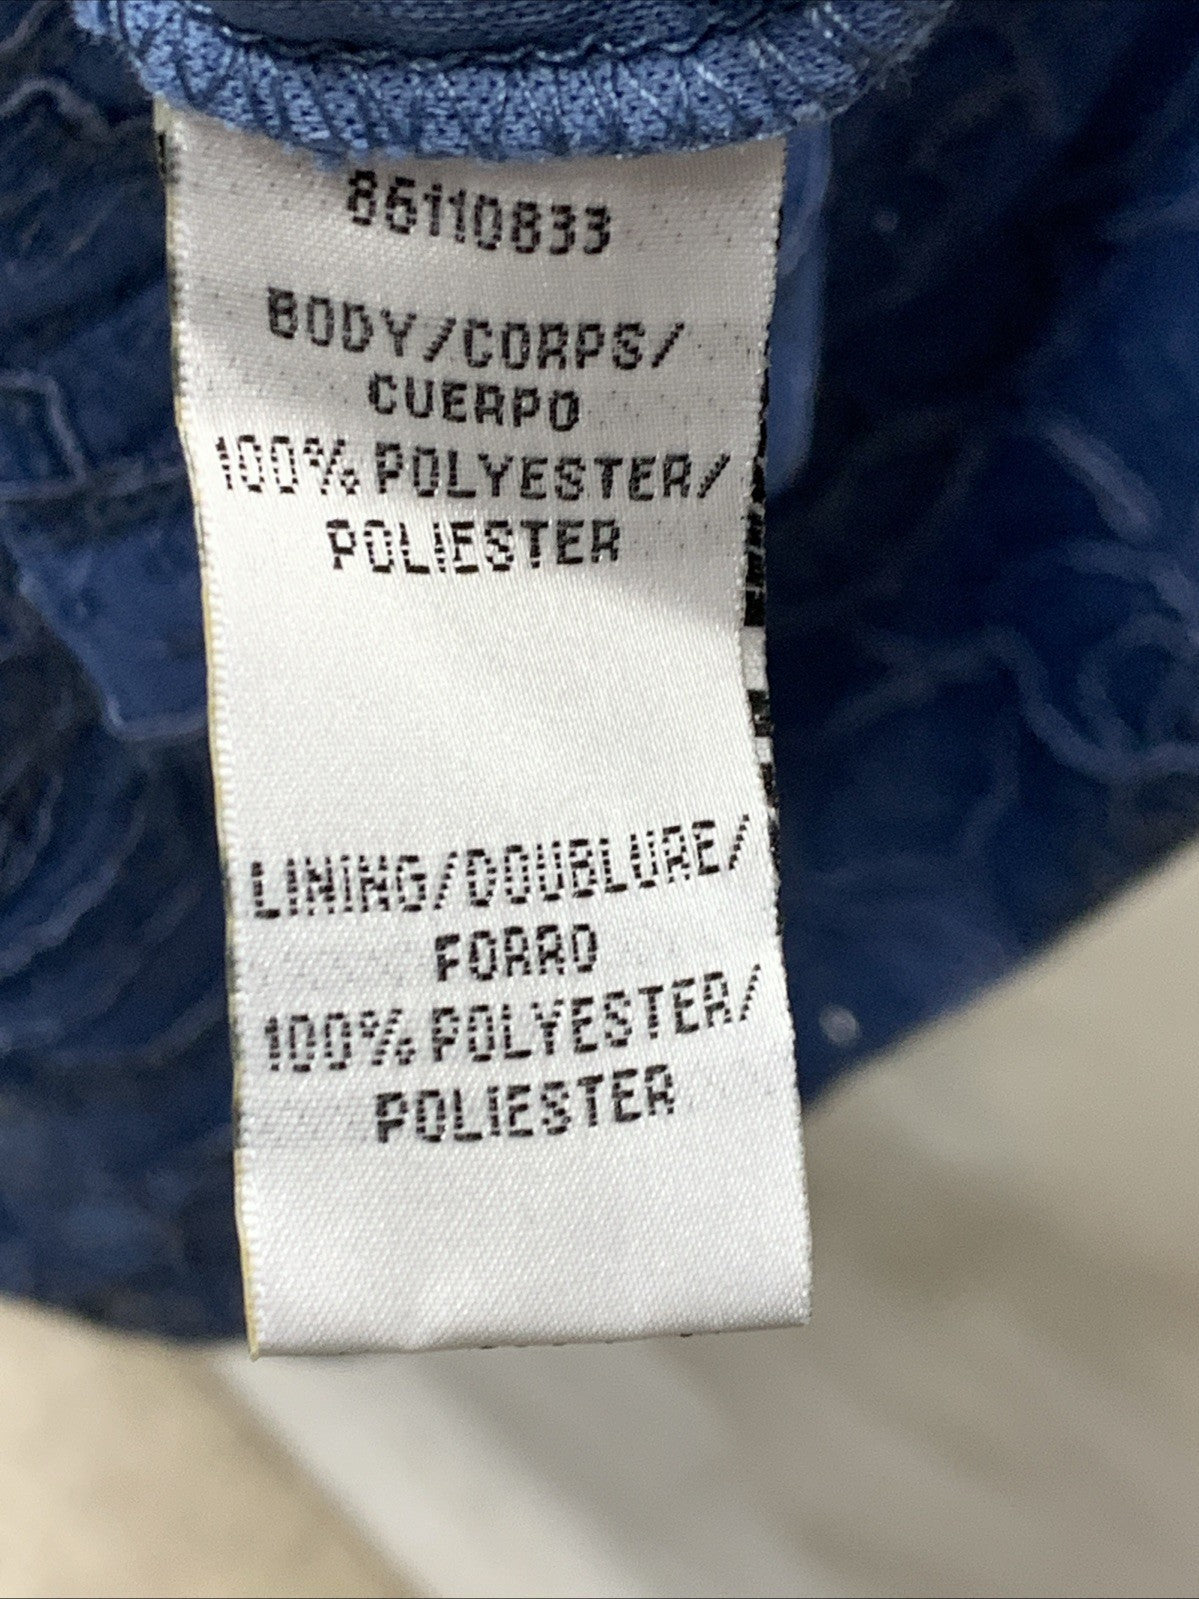 86110833
BODY/CORPS/
CUERPO
100% POLYESTER/
POLIESTER
LINING/DOUBLURE/
FORRO
100% POLYESTER/
POLIESTER